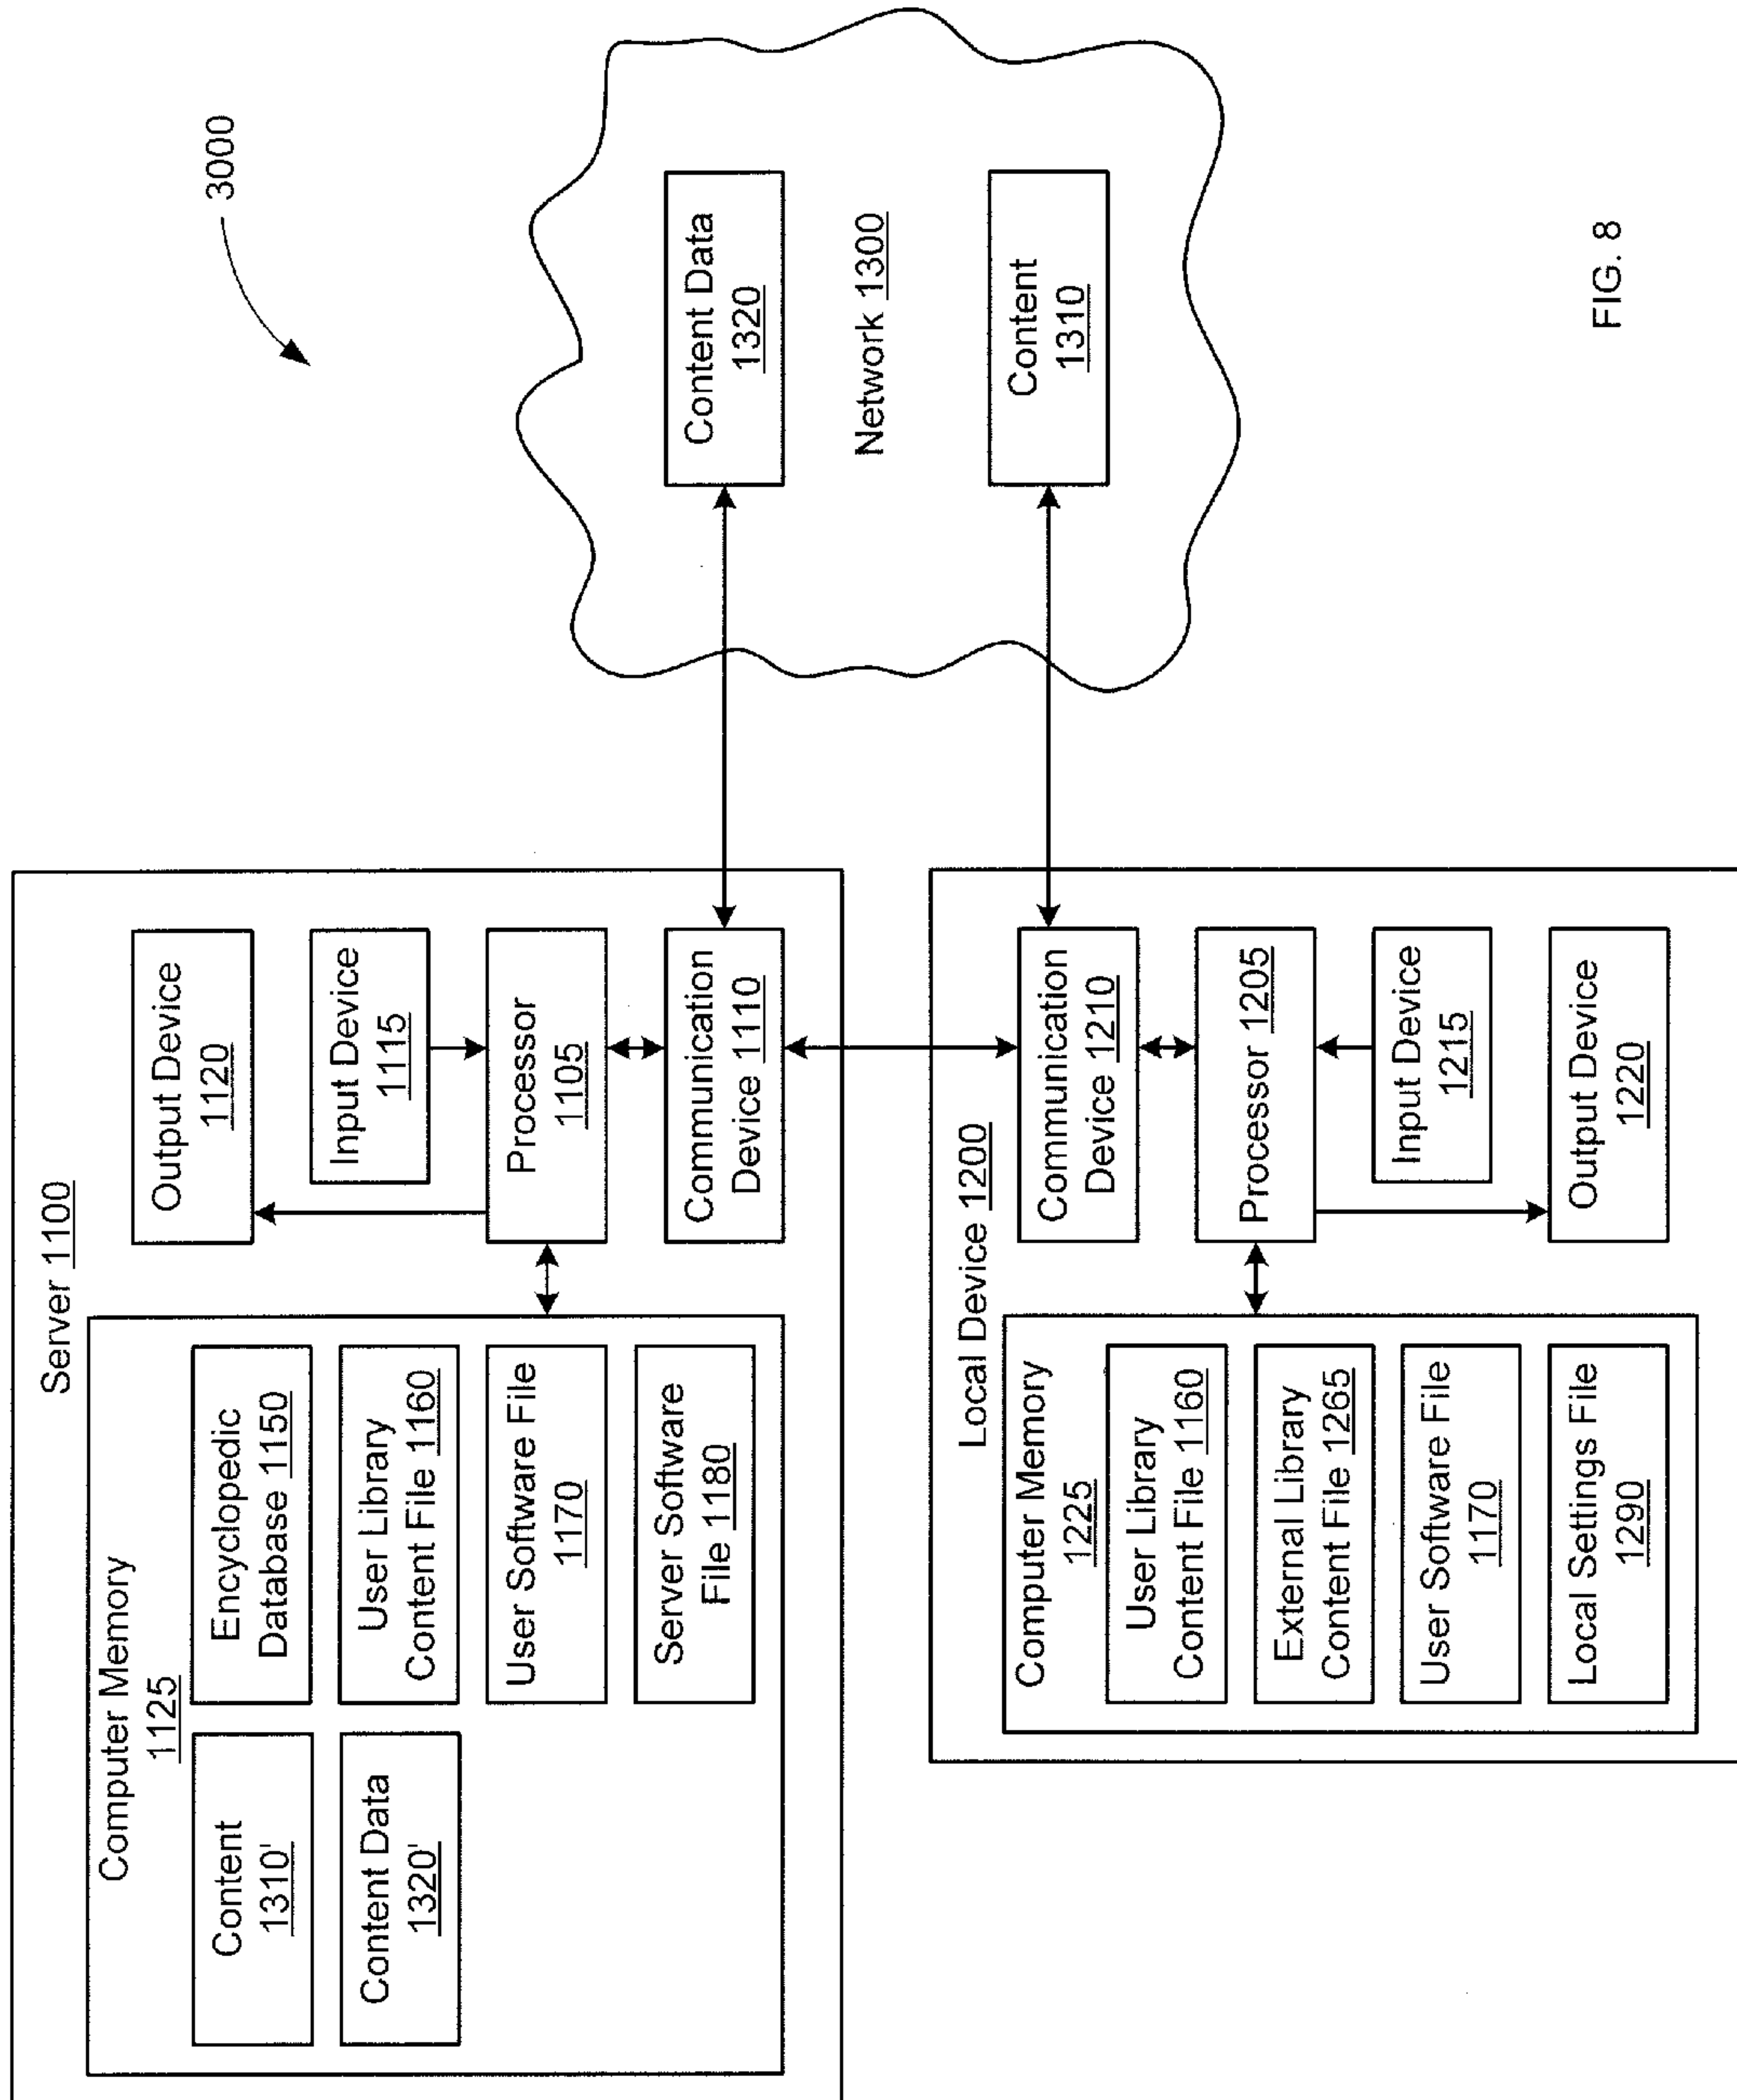 3000
Server 1100
Computer Memory
1125
Content
1310'
Content Data
1320'
Encyclopedic
Database 1150
User Library
Content File 1160
User Software File
1170
Server Software
File 1180
Output Device
1120
Input Device
1115
Processor
1105
Communication
Device 1110
Local Device 1200
Computer Memory
1225
User Library
Content File 1160
External Library
Content File 1265
User Software File
1170
Local Settings File
1290
Communication
Device 1210
Processor 1205
Input Device
1215
Output Device
1220
Content Data
1320
Network 1300
Content
1310
FIG. 8